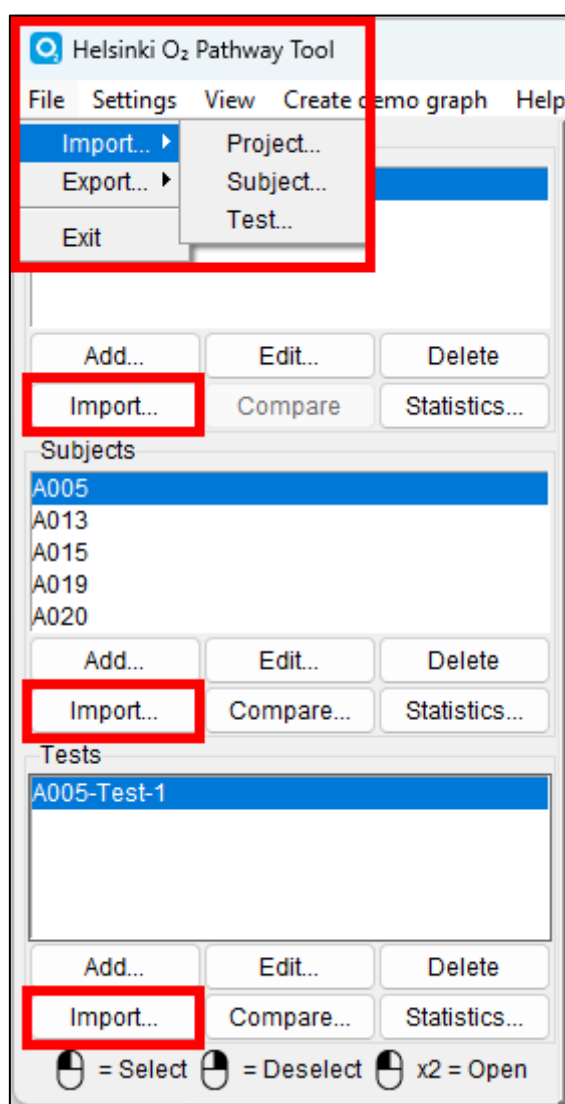 Helsinki O₂ Pathway Tool
File Settings View Create demo graph Help
Import...
Export...
Exit
Project...
Subject...
Test...
Add... Edit... Delete
Import... Compare Statistics...
Subjects
A005
A013
A015
A019
A020
Add... Edit... Delete
Import... Compare... Statistics...
Tests
A005-Test-1
Add... Edit... Delete
Import... Compare... Statistics...
= Select = Deselect x2 = Open